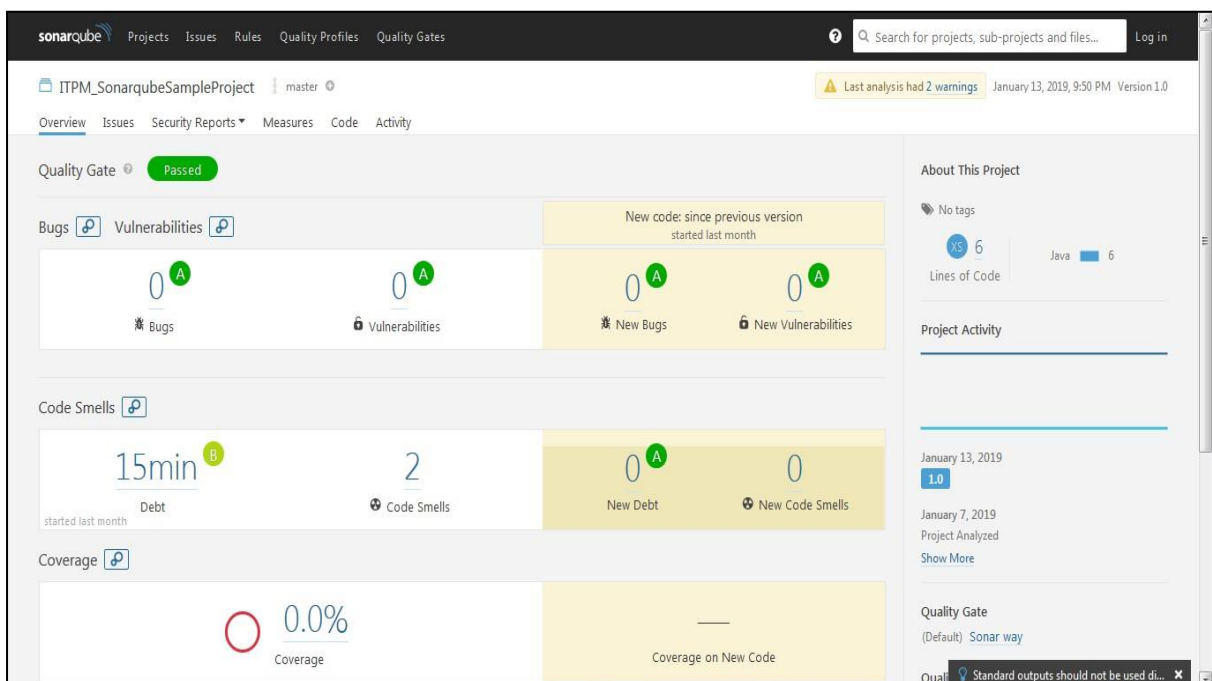 sonarqube Projects Issues Rules Quality Profiles Quality Gates ? Search for projects, sub-projects and files... Log in
ITPM_SonarqubeSampleProject master Last analysis had 2 warnings January 13, 2019, 9:50 PM Version 1.0
Overview Issues Security Reports Measures Code Activity
Quality Gate ? Passed
Bugs Vulnerabilities
New code: since previous version
started last month
0 A
Bugs
0 A
Vulnerabilities
0 A
New Bugs
0 A
New Vulnerabilities
Code Smells
15min B
Debt
started last month
2
Code Smells
0 A
New Debt
0
New Code Smells
Coverage
0.0%
Coverage
—
Coverage on New Code
About This Project
No tags
XS 6
Lines of Code
Java 6
Project Activity
January 13, 2019
1.0
January 7, 2019
Project Analyzed
Show More
Quality Gate
(Default) Sonar way
Quali
Standard outputs should not be used di... X